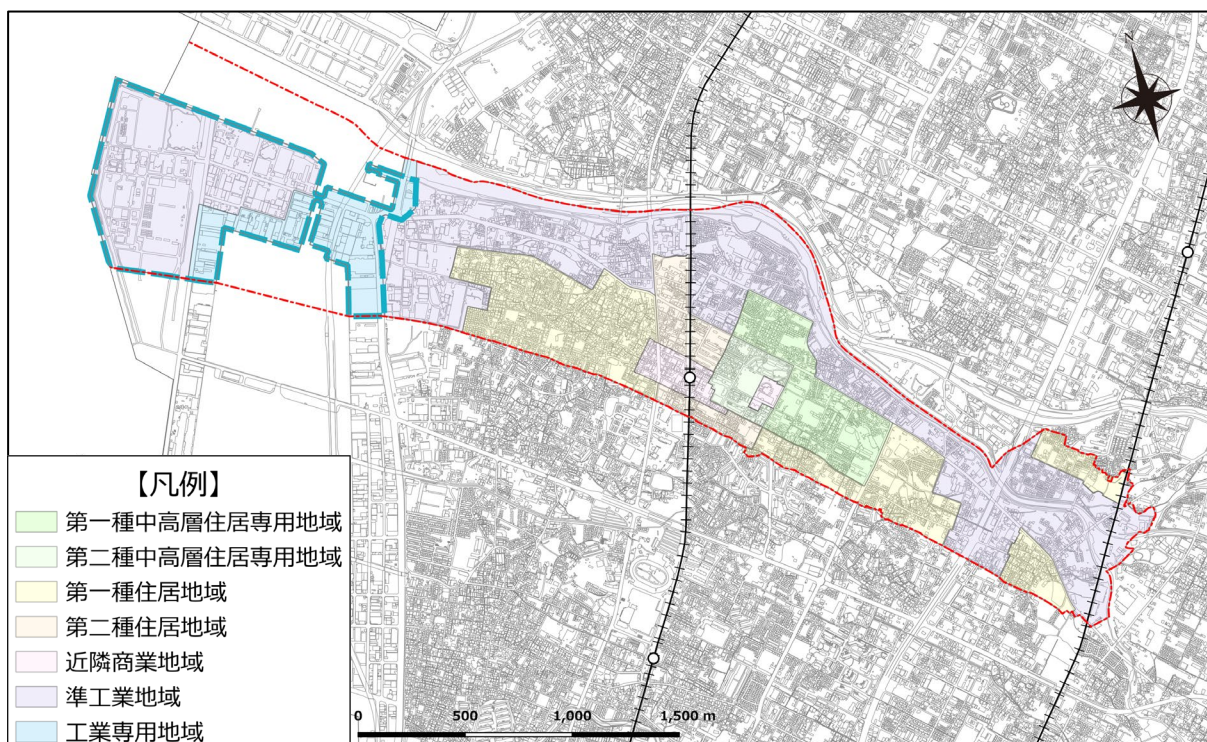 Z
【凡例】
第一種中高層住居専用地域
第二種中高層住居専用地域
第一種住居地域
第二種住居地域
近隣商業地域
準工業地域
工業専用地域
0 500 1,000 1,500 m